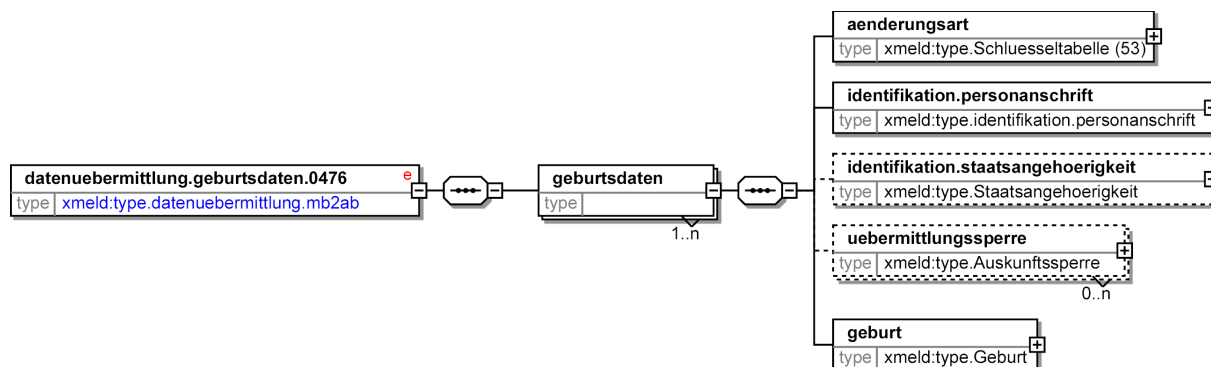 aenderungsart
type xmeld:type.Schluesseltabelle (53)
identifikation.personanschrift
type xmeld:type.identifikation.personanschrift
datenuebermittlung.geburtsdaten.0476 e
type xmeld:type.datenuebermittlung.mb2ab
geburtsdaten
type
1..n
identifikation.staatsangehoerigkeit
type xmeld:type.Staatsangehoerigkeit
uebermittlungssperre
type xmeld:type.Auskunftssperre
0..n
geburt
type xmeld:type.Geburt